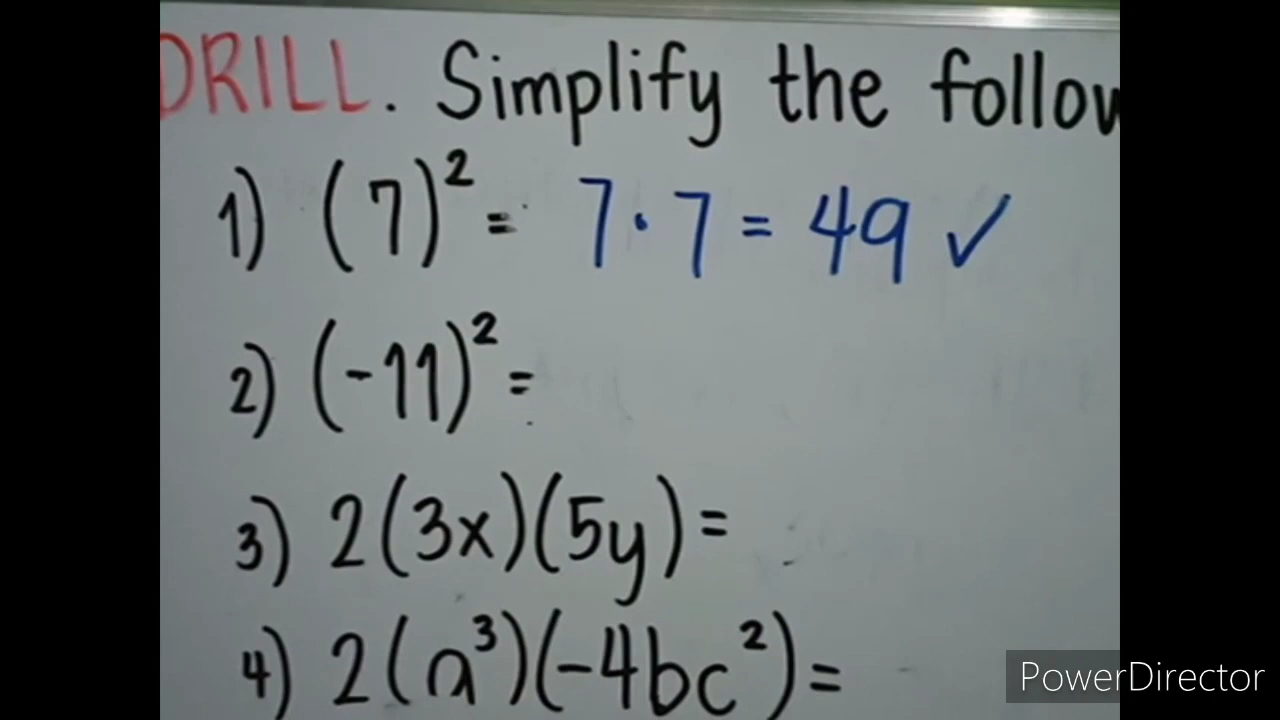 DRILL. Simplify the follow
1) (7)² = 7·7 = 49 ✓
2) (-11)² =
3) 2(3x)(5y) =
4) 2(a³)(-4bc²) =
PowerDirector